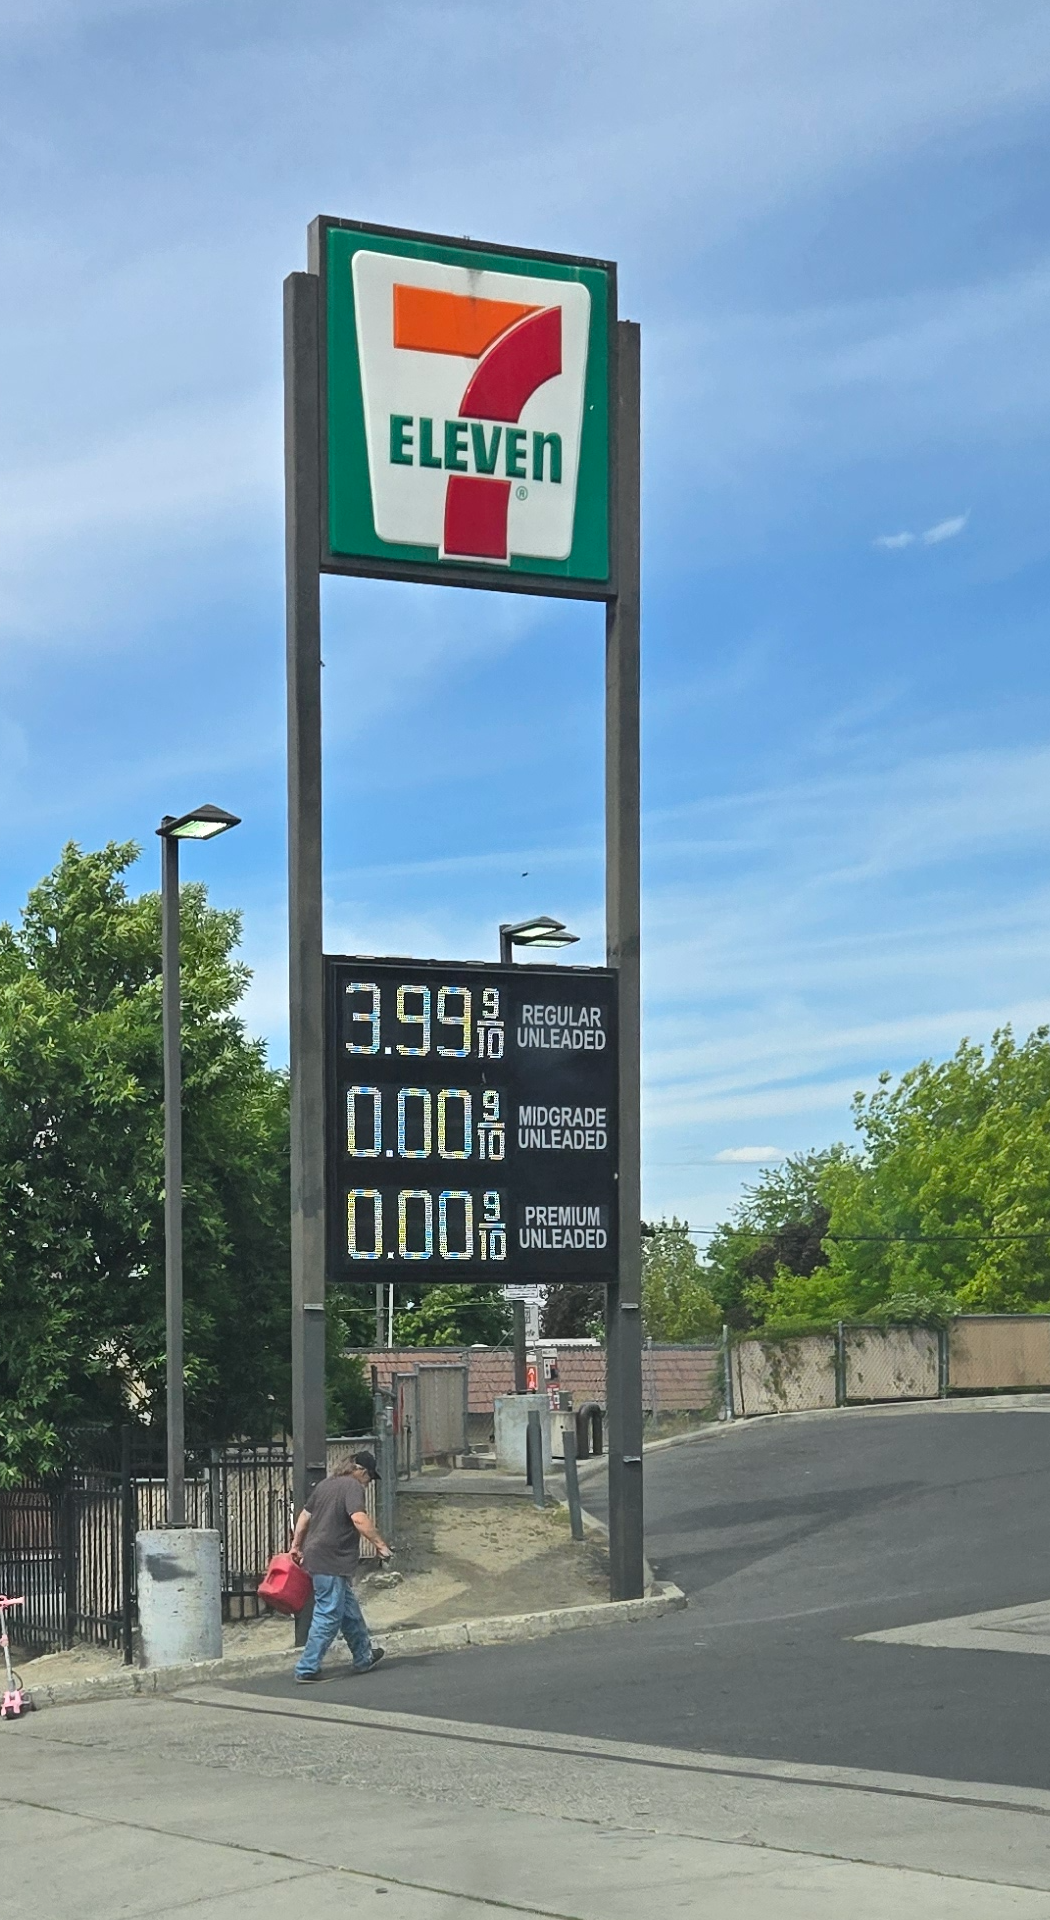 7
ELEVEn
®
3.99 9/10 REGULAR
UNLEADED
0.00 9/10 MIDGRADE
UNLEADED
0.00 9/10 PREMIUM
UNLEADED